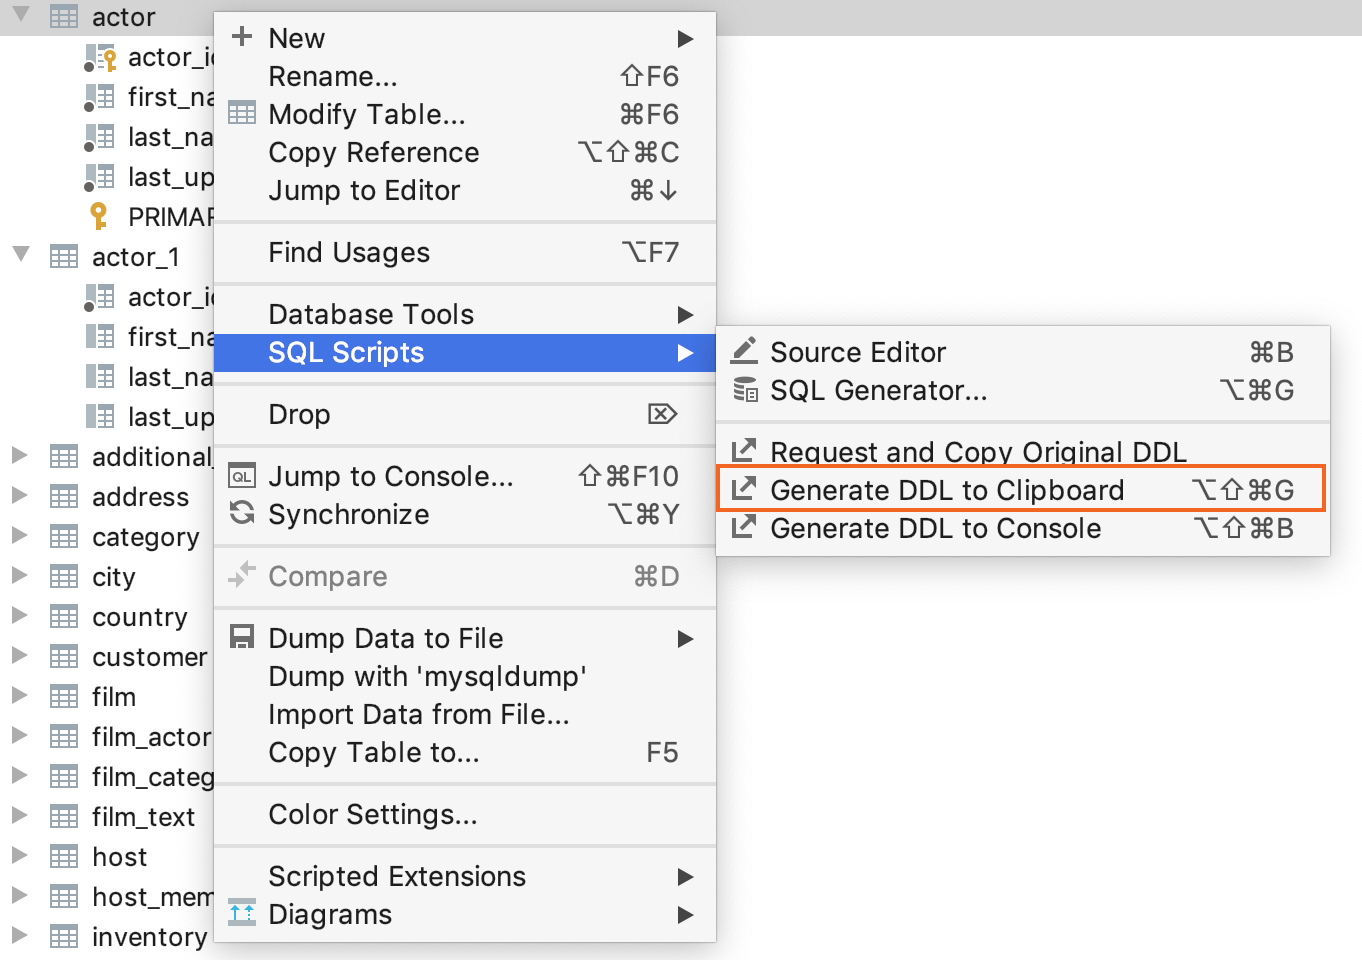 actor
actor_i
first_na
last_na
last_up
PRIMAR
actor_1
actor_i
first_na
last_na
last_up
additional_
address
category
city
country
customer
film
film_actor
film_categ
film_text
host
host_mem
inventory
New
Rename... ⇧F6
Modify Table... ⌘F6
Copy Reference ⌥⇧⌘C
Jump to Editor ⌘↓
Find Usages ⌥F7
Database Tools
SQL Scripts
Drop ⌦
QL Jump to Console... ⇧⌘F10
Synchronize ⌥⌘Y
Compare ⌘D
Dump Data to File
Dump with 'mysqldump'
Import Data from File...
Copy Table to... F5
Color Settings...
Scripted Extensions
Diagrams
Source Editor ⌘B
SQL Generator... ⌥⌘G
Request and Copy Original DDL
Generate DDL to Clipboard ⌥⇧⌘G
Generate DDL to Console ⌥⇧⌘B